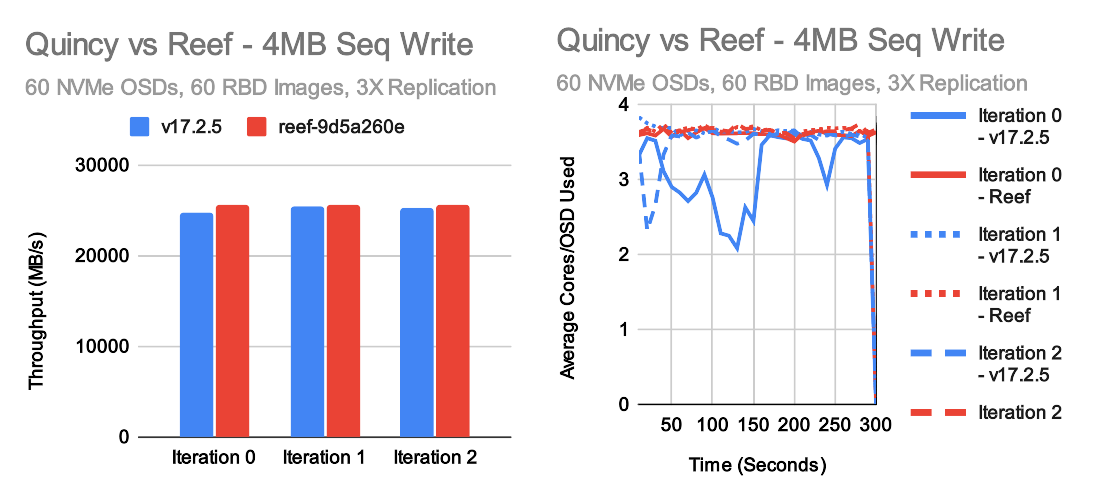 Quincy vs Reef - 4MB Seq Write
60 NVMe OSDs, 60 RBD Images, 3X Replication
v17.2.5
reef-9d5a260e
Throughput (MB/s)
30000
20000
10000
0
Iteration 0
Iteration 1
Iteration 2
Quincy vs Reef - 4MB Seq Write
60 NVMe OSDs, 60 RBD Images, 3X Replication
Average Cores/OSD Used
4
3
2
1
0
50
100
150
200
250
300
Time (Seconds)
Iteration 0
- v17.2.5
Iteration 0
- Reef
Iteration 1
- v17.2.5
Iteration 1
- Reef
Iteration 2
- v17.2.5
Iteration 2